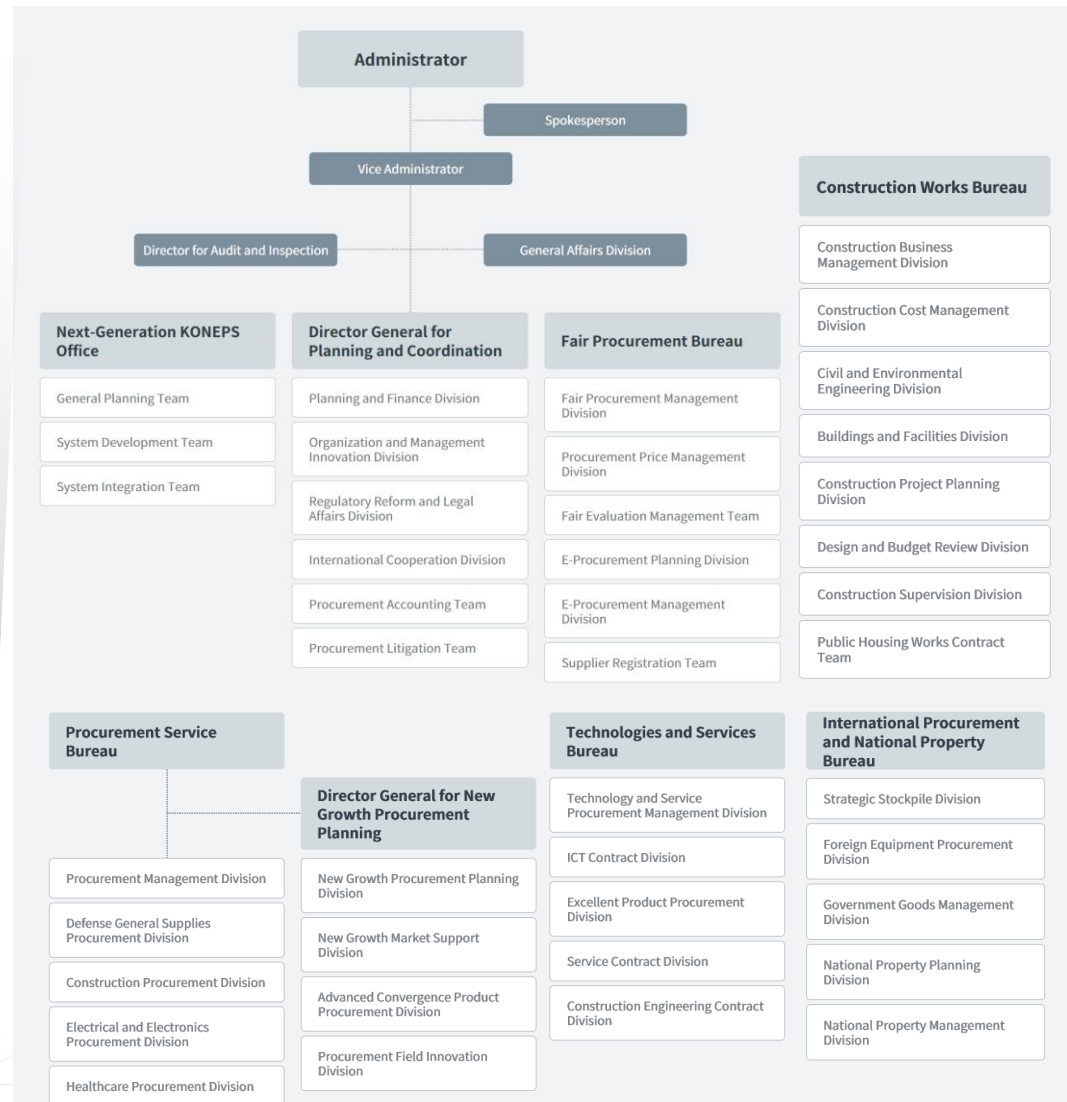 Administrator
Spokesperson
Vice Administrator
Director for Audit and Inspection
General Affairs Division
Next-Generation KONEPS
Office
General Planning Team
System Development Team
System Integration Team
Director General for
Planning and Coordination
Planning and Finance Division
Organization and Management
Innovation Division
Regulatory Reform and Legal
Affairs Division
International Cooperation Division
Procurement Accounting Team
Procurement Litigation Team
Fair Procurement Bureau
Fair Procurement Management
Division
Procurement Price Management
Division
Fair Evaluation Management Team
E-Procurement Planning Division
E-Procurement Management
Division
Supplier Registration Team
Construction Works Bureau
Construction Business
Management Division
Construction Cost Management
Division
Civil and Environmental
Engineering Division
Buildings and Facilities Division
Construction Project Planning
Division
Design and Budget Review Division
Construction Supervision Division
Public Housing Works Contract
Team
Procurement Service
Bureau
Procurement Management Division
Defense General Supplies
Procurement Division
Construction Procurement Division
Electrical and Electronics
Procurement Division
Healthcare Procurement Division
Director General for New
Growth Procurement
Planning
New Growth Procurement Planning
Division
New Growth Market Support
Division
Advanced Convergence Product
Procurement Division
Procurement Field Innovation
Division
Technologies and Services
Bureau
Technology and Service
Procurement Management Division
ICT Contract Division
Excellent Product Procurement
Division
Service Contract Division
Construction Engineering Contract
Division
International Procurement
and National Property
Bureau
Strategic Stockpile Division
Foreign Equipment Procurement
Division
Government Goods Management
Division
National Property Planning
Division
National Property Management
Division